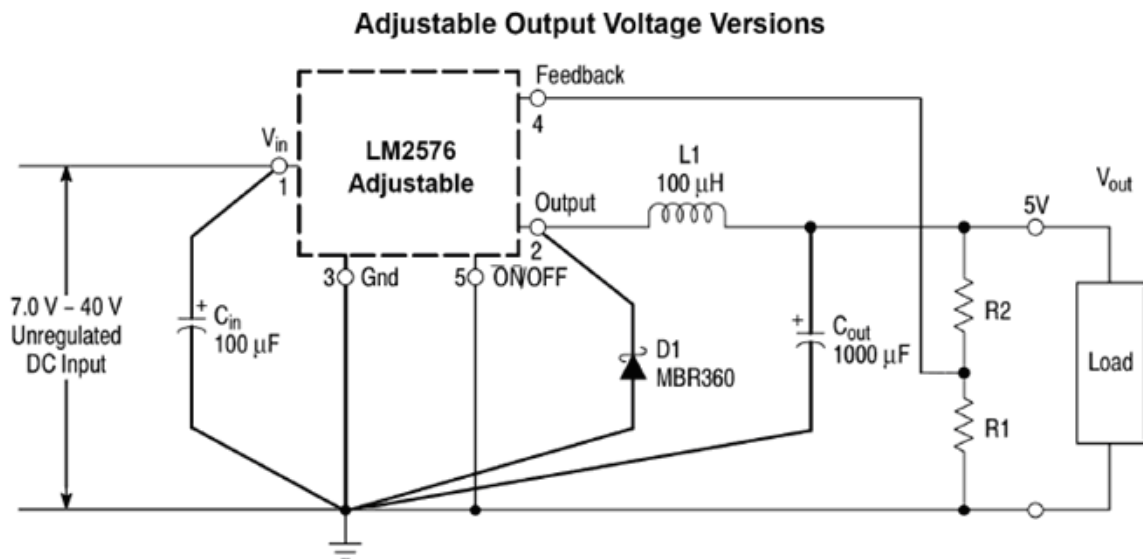 Adjustable Output Voltage Versions
Feedback
4
Vin
1
LM2576
Adjustable
L1
100 μH
Output
2
Vout
5V
3 Gnd
5 O̅N̅/OFF
7.0 V – 40 V
Unregulated
DC Input
+
Cin
100 μF
D1
MBR360
+
Cout
1000 μF
R2
R1
Load